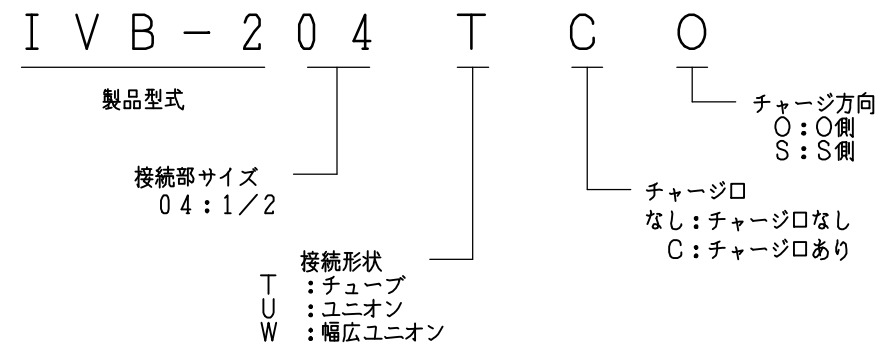 IVB-204TCO
製品型式
チャージ方向
O:O側
S:S側
接続部サイズ
04:1/2
チャージ口
なし:チャージ口なし
C:チャージ口あり
接続形状
T:チューブ
U:ユニオン
W:幅広ユニオン